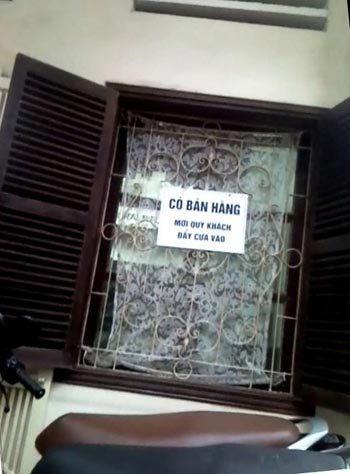 CÓ BÁN HÀNG
MỜI QUÝ KHÁCH
ĐẨY CỬA VÀO